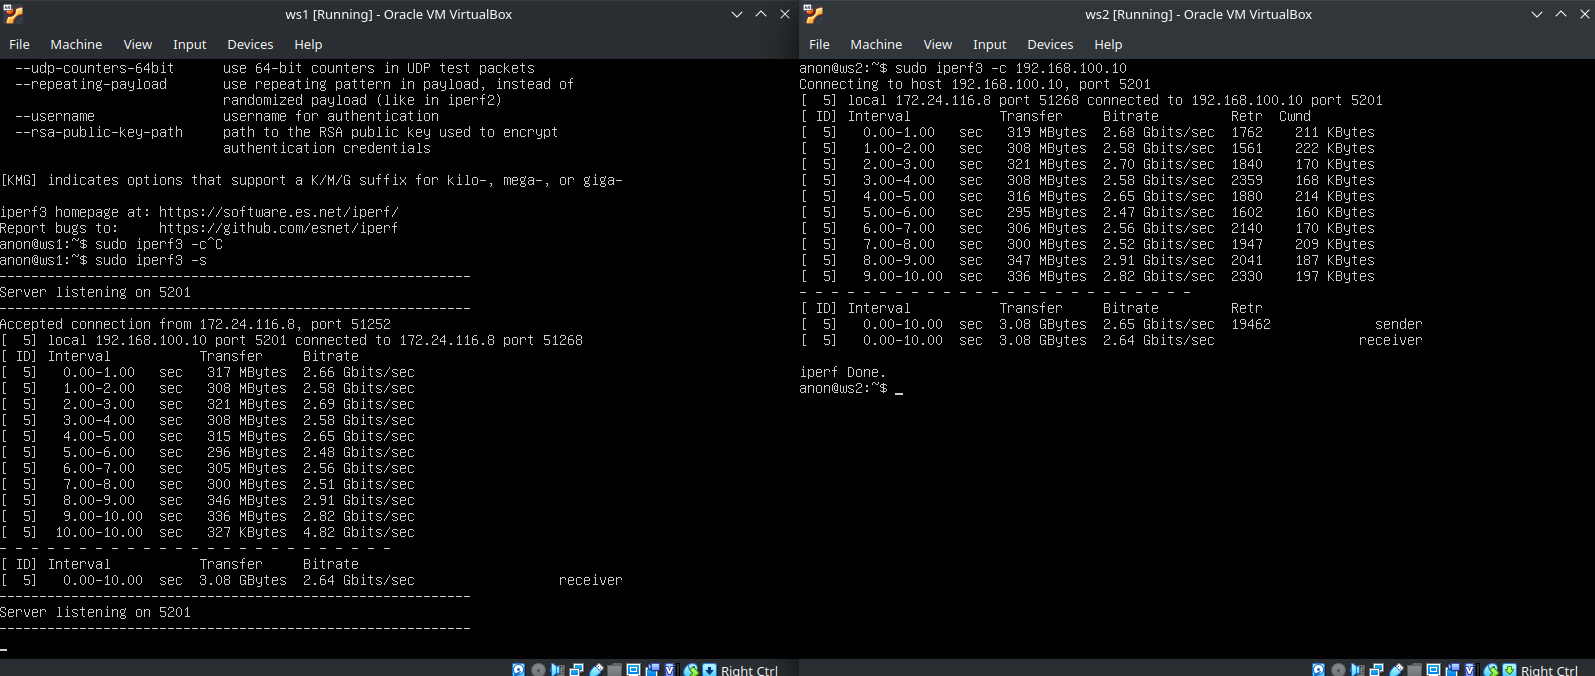 ws1 [Running] - Oracle VM VirtualBox
File Machine View Input Devices Help
--udp-counters-64bit use 64-bit counters in UDP test packets
--repeating-payload use repeating pattern in payload, instead of
randomized payload (like in iperf2)
--username username for authentication
--rsa-public-key-path path to the RSA public key used to encrypt
authentication credentials
[KMG] indicates options that support a K/M/G suffix for kilo-, mega-, or giga-
iperf3 homepage at: https://software.es.net/iperf/
Report bugs to: https://github.com/esnet/iperf
anon@ws1:~$ sudo iperf3 -c^C
anon@ws1:~$ sudo iperf3 -s
-----------------------------------------------------------
Server listening on 5201
-----------------------------------------------------------
Accepted connection from 172.24.116.8, port 51252
[  5] local 192.168.100.10 port 5201 connected to 172.24.116.8 port 51268
[ ID] Interval Transfer Bitrate
[  5] 0.00-1.00 sec 317 MBytes 2.66 Gbits/sec
[  5] 1.00-2.00 sec 308 MBytes 2.58 Gbits/sec
[  5] 2.00-3.00 sec 321 MBytes 2.69 Gbits/sec
[  5] 3.00-4.00 sec 308 MBytes 2.58 Gbits/sec
[  5] 4.00-5.00 sec 315 MBytes 2.65 Gbits/sec
[  5] 5.00-6.00 sec 296 MBytes 2.48 Gbits/sec
[  5] 6.00-7.00 sec 305 MBytes 2.56 Gbits/sec
[  5] 7.00-8.00 sec 300 MBytes 2.51 Gbits/sec
[  5] 8.00-9.00 sec 346 MBytes 2.91 Gbits/sec
[  5] 9.00-10.00 sec 336 MBytes 2.82 Gbits/sec
[  5] 10.00-10.00 sec 327 KBytes 4.82 Gbits/sec
- - - - - - - - - - - - - - - - - - - - - - - - -
[ ID] Interval Transfer Bitrate
[  5] 0.00-10.00 sec 3.08 GBytes 2.64 Gbits/sec receiver
-----------------------------------------------------------
Server listening on 5201
-----------------------------------------------------------
_
Right Ctrl
ws2 [Running] - Oracle VM VirtualBox
File Machine View Input Devices Help
anon@ws2:~$ sudo iperf3 -c 192.168.100.10
Connecting to host 192.168.100.10, port 5201
[  5] local 172.24.116.8 port 51268 connected to 192.168.100.10 port 5201
[ ID] Interval Transfer Bitrate Retr Cwnd
[  5] 0.00-1.00 sec 319 MBytes 2.68 Gbits/sec 1762 211 KBytes
[  5] 1.00-2.00 sec 308 MBytes 2.58 Gbits/sec 1561 222 KBytes
[  5] 2.00-3.00 sec 321 MBytes 2.70 Gbits/sec 1840 170 KBytes
[  5] 3.00-4.00 sec 308 MBytes 2.58 Gbits/sec 2359 168 KBytes
[  5] 4.00-5.00 sec 316 MBytes 2.65 Gbits/sec 1880 214 KBytes
[  5] 5.00-6.00 sec 295 MBytes 2.47 Gbits/sec 1602 160 KBytes
[  5] 6.00-7.00 sec 306 MBytes 2.56 Gbits/sec 2140 170 KBytes
[  5] 7.00-8.00 sec 300 MBytes 2.52 Gbits/sec 1947 209 KBytes
[  5] 8.00-9.00 sec 347 MBytes 2.91 Gbits/sec 2041 187 KBytes
[  5] 9.00-10.00 sec 336 MBytes 2.82 Gbits/sec 2330 197 KBytes
- - - - - - - - - - - - - - - - - - - - - - - - -
[ ID] Interval Transfer Bitrate Retr
[  5] 0.00-10.00 sec 3.08 GBytes 2.65 Gbits/sec 19462 sender
[  5] 0.00-10.00 sec 3.08 GBytes 2.64 Gbits/sec receiver
iperf Done.
anon@ws2:~$ _
Right Ctrl